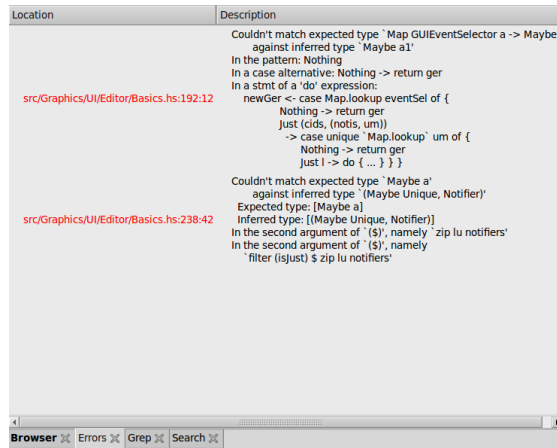 Location Description
Couldn't match expected type `Map GUIEventSelector a -> Maybe
against inferred type `Maybe a1'
In the pattern: Nothing
In a case alternative: Nothing -> return ger
In a stmt of a 'do' expression:
src/Graphics/UI/Editor/Basics.hs:192:12 newGer <- case Map.lookup eventSel of {
Nothing -> return ger
Just (cids, (notis, um))
-> case unique `Map.lookup` um of {
Nothing -> return ger
Just l -> do { ... } } }
Couldn't match expected type `Maybe a'
against inferred type `(Maybe Unique, Notifier)'
Expected type: [Maybe a]
src/Graphics/UI/Editor/Basics.hs:238:42 Inferred type: [(Maybe Unique, Notifier)]
In the second argument of `($)', namely `zip lu notifiers'
In the second argument of `($)', namely
`filter (isJust) $ zip lu notifiers'
Browser Errors Grep Search